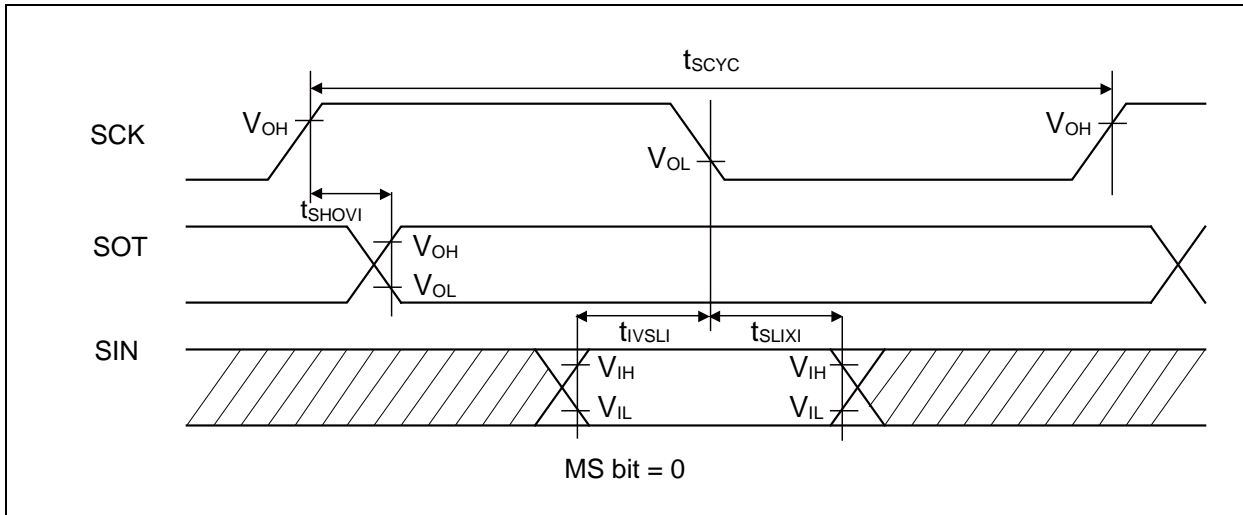 tSCYC
SCK
VOH
VOL
VOH
tSHOVI
SOT
VOH
VOL
tIVSLI
tSLIXI
SIN
VIH
VIH
VIL
VIL
MS bit = 0